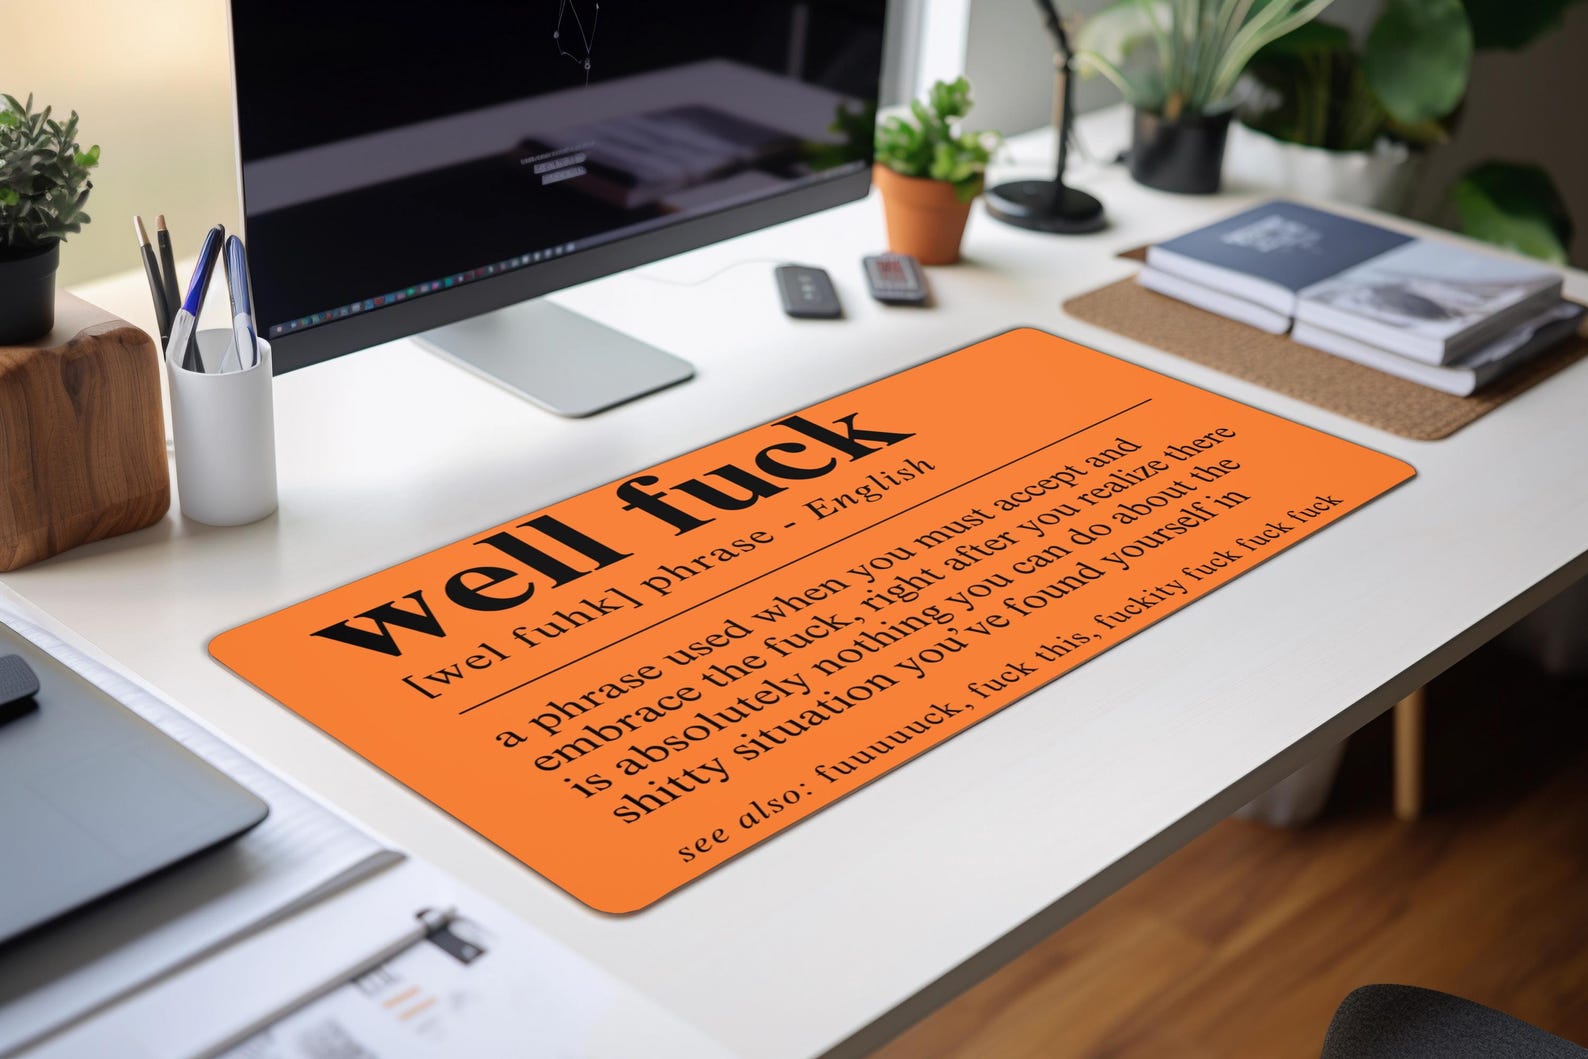 well fuck
[wel fuhk] phrase - English
a phrase used when you must accept and
embrace the fuck, right after you realize there
is absolutely nothing you can do about the
shitty situation you've found yourself in
see also: fuuuuuuck, fuck this, fuckity fuck fuck fuck